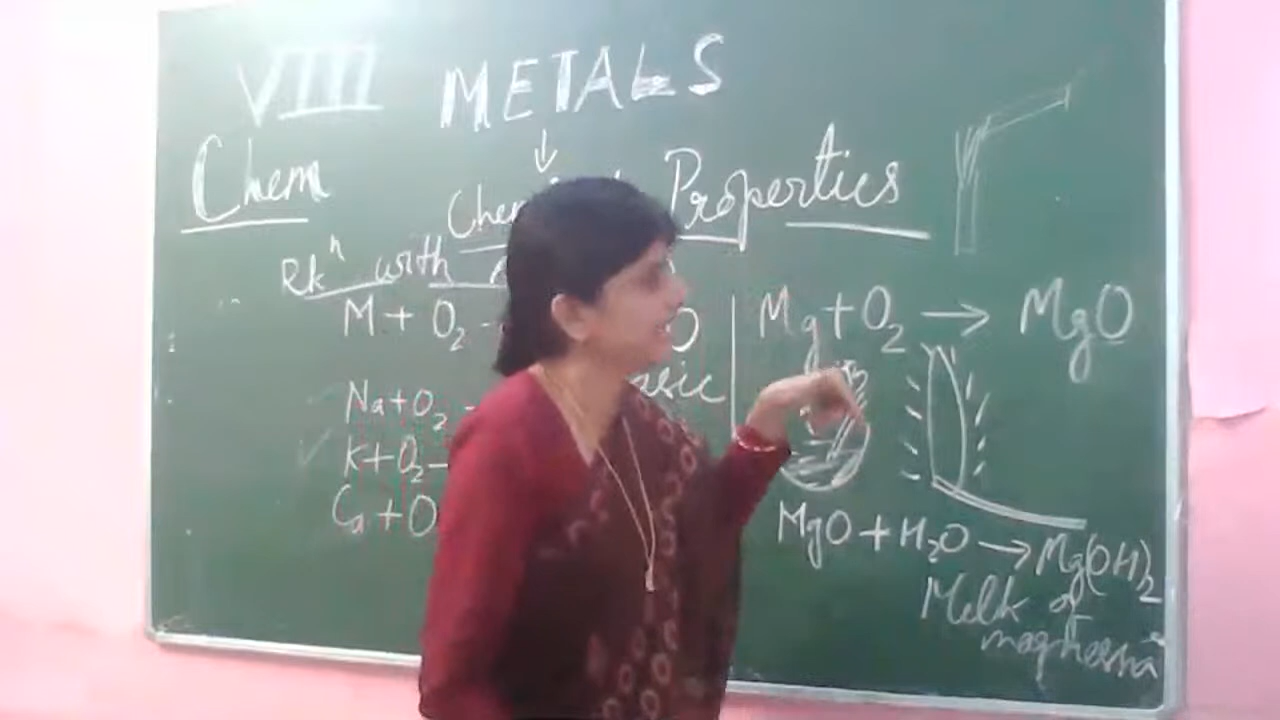 VIII METALS
↓
Chem
Properties
Rkⁿ with
M + O₂
O
asic
Na + O₂
K + O₂
Ca + O
Mg + O₂ → MgO
MgO + H₂O → Mg(OH)₂
Milk of
magnesia